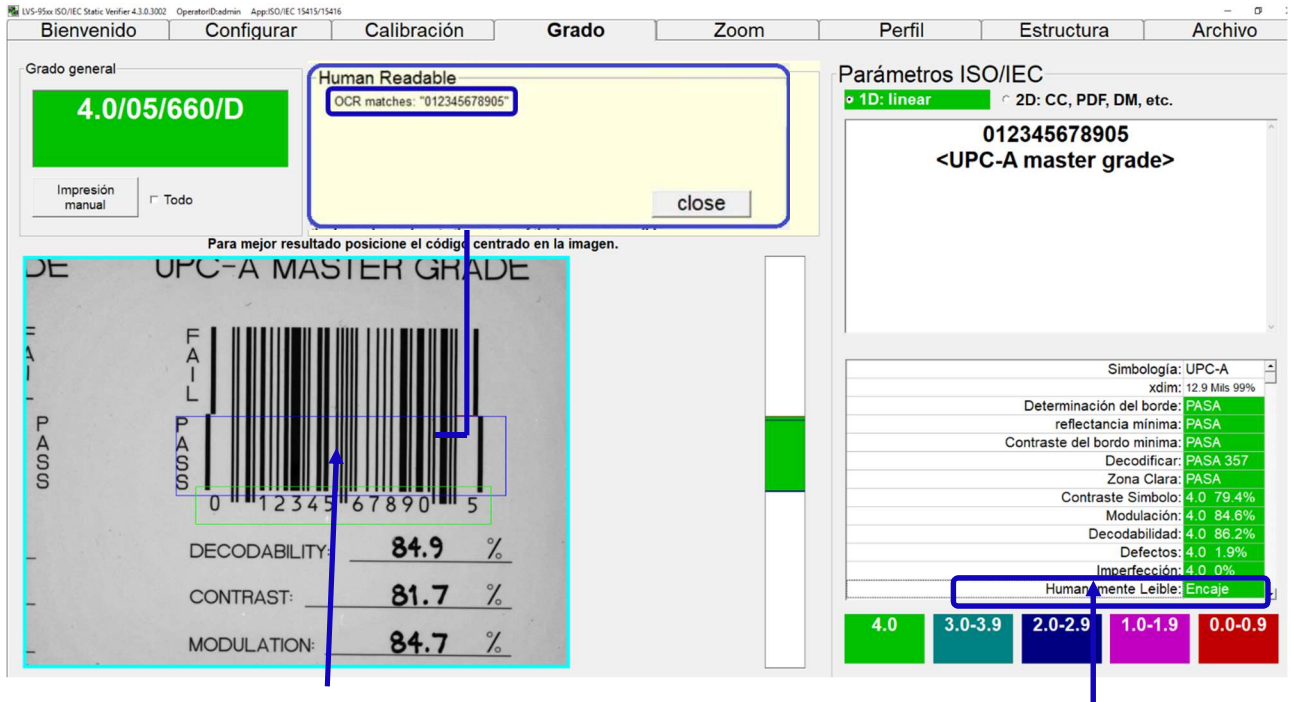 LVS-95xx ISO/IEC Static Verifier 4.3.0.3002 OperatorID:admin App:ISO/IEC 15415/15416
Bienvenido Configurar Calibración Grado Zoom Perfil Estructura Archivo
Grado general
4.0/05/660/D
Impresión
manual
Todo
Human Readable
OCR matches: "012345678905"
close
Para mejor resultado posicione el código centrado en la imagen.
DE UPC-A MASTER GRADE
FAIL
PASS
PASS
0 12345 67890 5
DECODABILITY: 84.9 %
CONTRAST: 81.7 %
MODULATION: 84.7 %
Parámetros ISO/IEC
1D: linear 2D: CC, PDF, DM, etc.
012345678905
<UPC-A master grade>
Simbología: UPC-A
xdim: 12.9 Mils 99%
Determinación del borde: PASA
reflectancia mínima: PASA
Contraste del bordo minima: PASA
Decodificar: PASA 357
Zona Clara: PASA
Contraste Simbolo: 4.0 79.4%
Modulación: 4.0 84.6%
Decodabilidad: 4.0 86.2%
Defectos: 4.0 1.9%
Imperfección: 4.0 0%
Humanamente Leible: Encaje
4.0 3.0-3.9 2.0-2.9 1.0-1.9 0.0-0.9